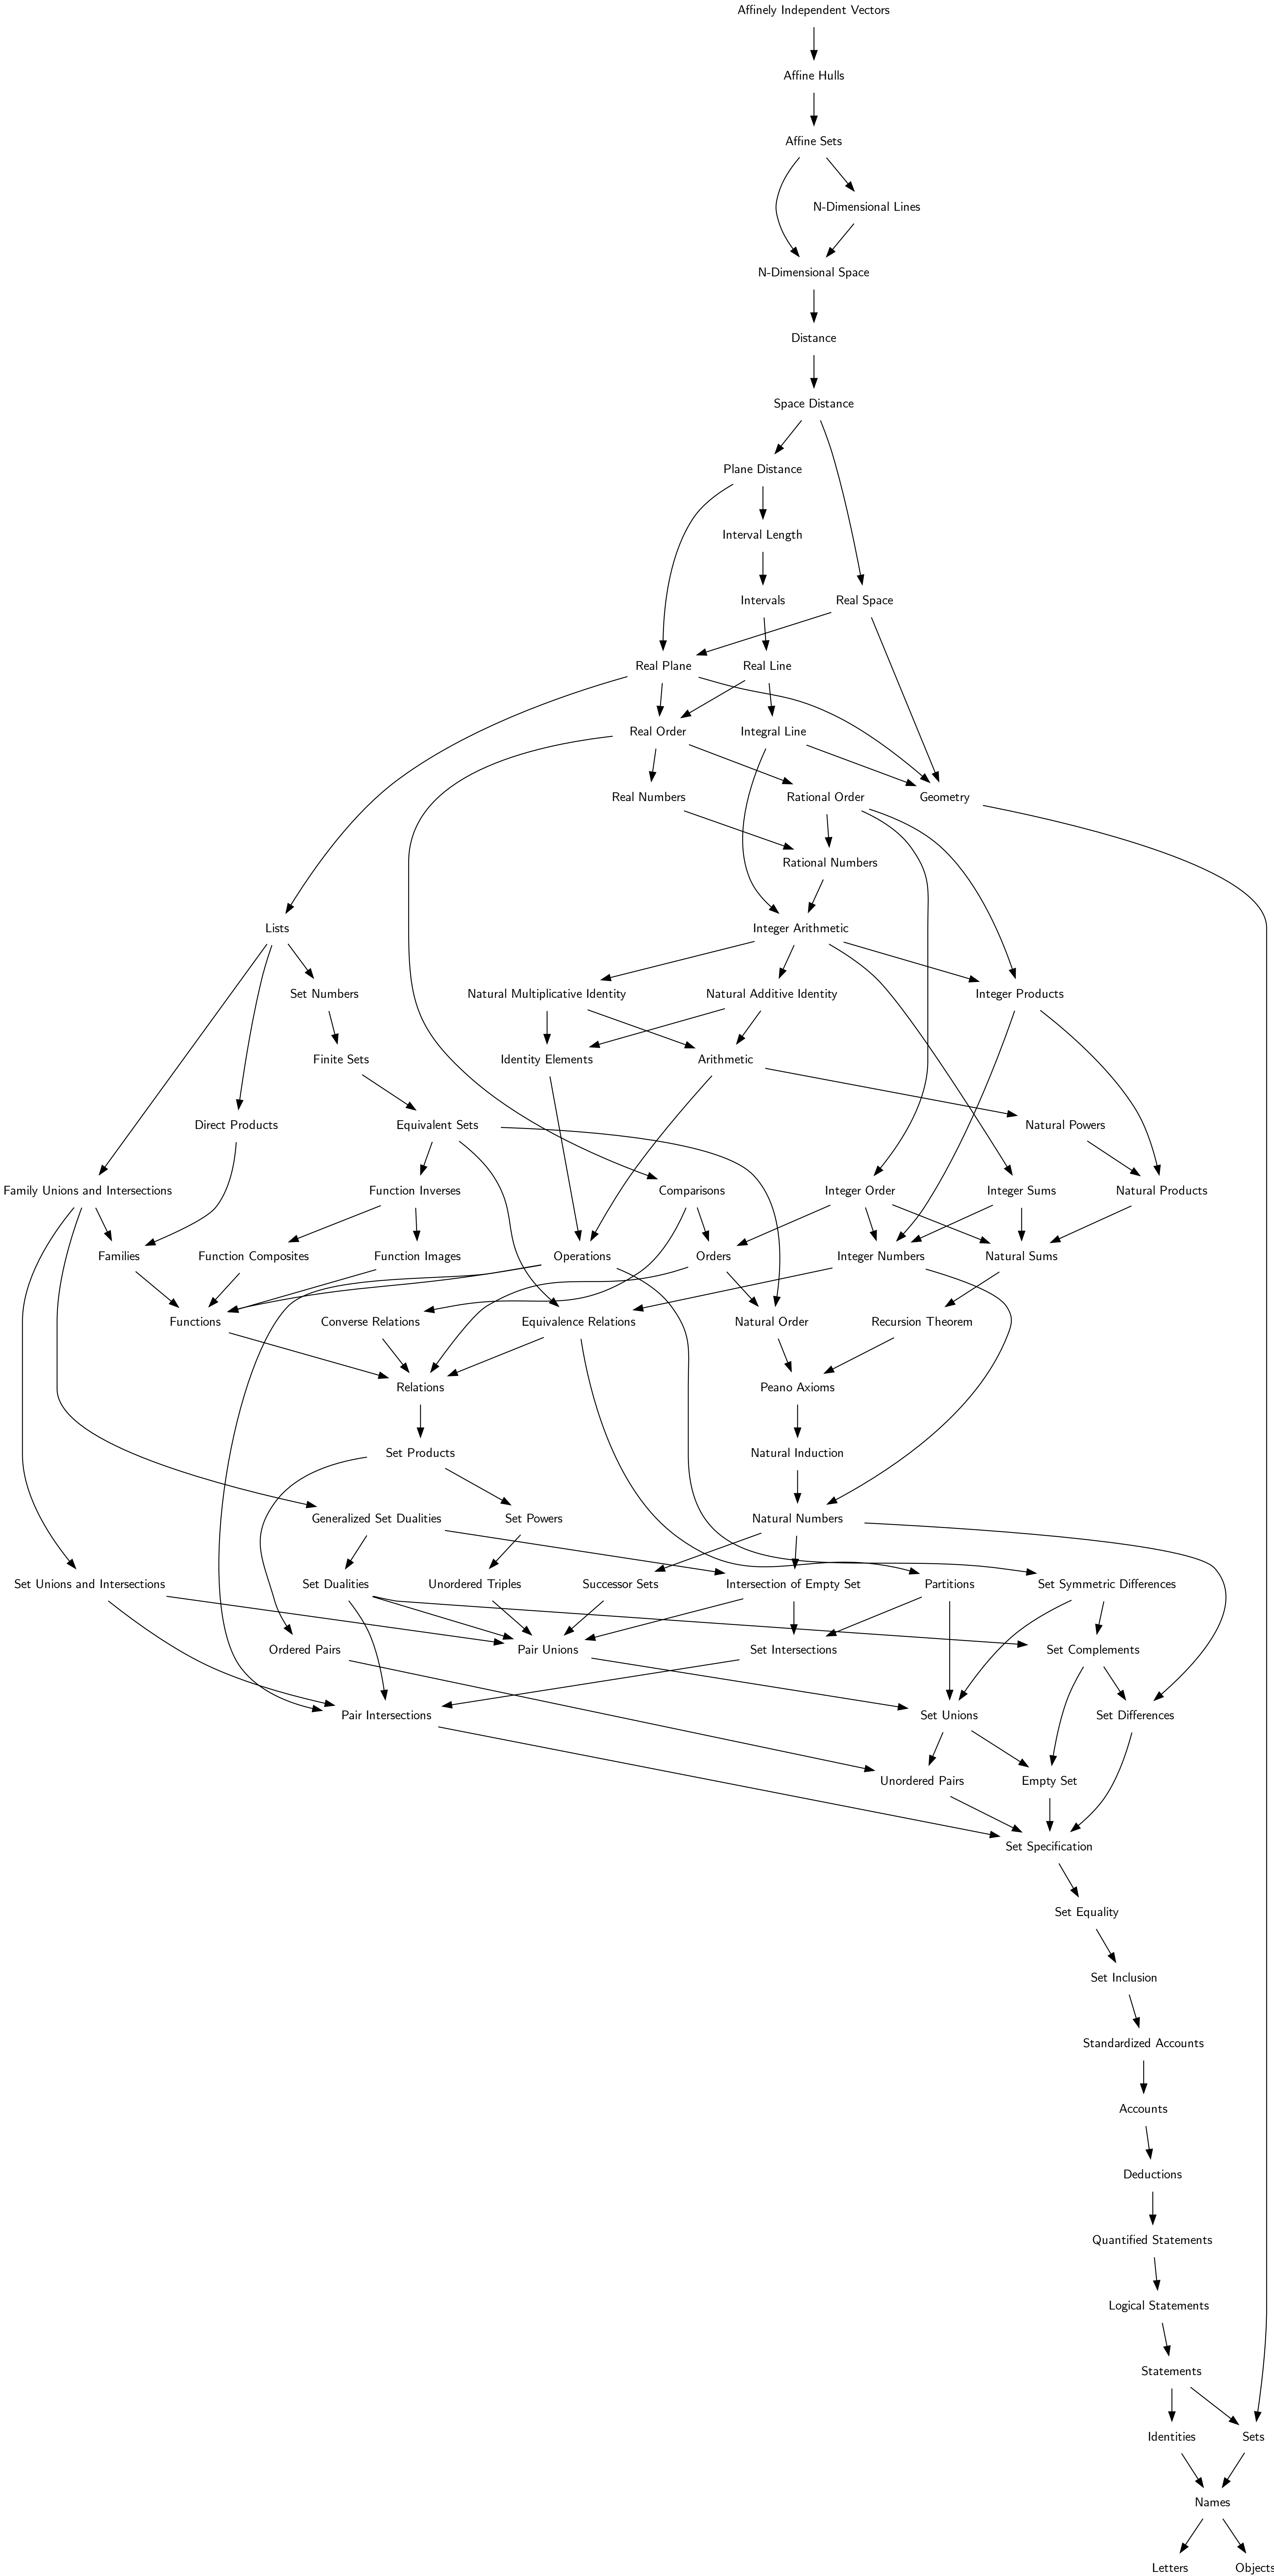 Affinely Independent Vectors
Affine Hulls
Affine Sets
N-Dimensional Lines
N-Dimensional Space
Distance
Space Distance
Plane Distance
Interval Length
Intervals
Real Space
Real Plane
Real Line
Real Order
Integral Line
Real Numbers
Rational Order
Geometry
Rational Numbers
Lists
Integer Arithmetic
Set Numbers
Natural Multiplicative Identity
Natural Additive Identity
Integer Products
Finite Sets
Identity Elements
Arithmetic
Direct Products
Equivalent Sets
Natural Powers
Family Unions and Intersections
Function Inverses
Comparisons
Integer Order
Integer Sums
Natural Products
Families
Function Composites
Function Images
Operations
Orders
Integer Numbers
Natural Sums
Functions
Converse Relations
Equivalence Relations
Natural Order
Recursion Theorem
Relations
Peano Axioms
Set Products
Natural Induction
Generalized Set Dualities
Set Powers
Natural Numbers
Set Unions and Intersections
Set Dualities
Unordered Triples
Successor Sets
Intersection of Empty Set
Partitions
Set Symmetric Differences
Ordered Pairs
Pair Unions
Set Intersections
Set Complements
Pair Intersections
Set Unions
Set Differences
Unordered Pairs
Empty Set
Set Specification
Set Equality
Set Inclusion
Standardized Accounts
Accounts
Deductions
Quantified Statements
Logical Statements
Statements
Identities
Sets
Names
Letters
Objects